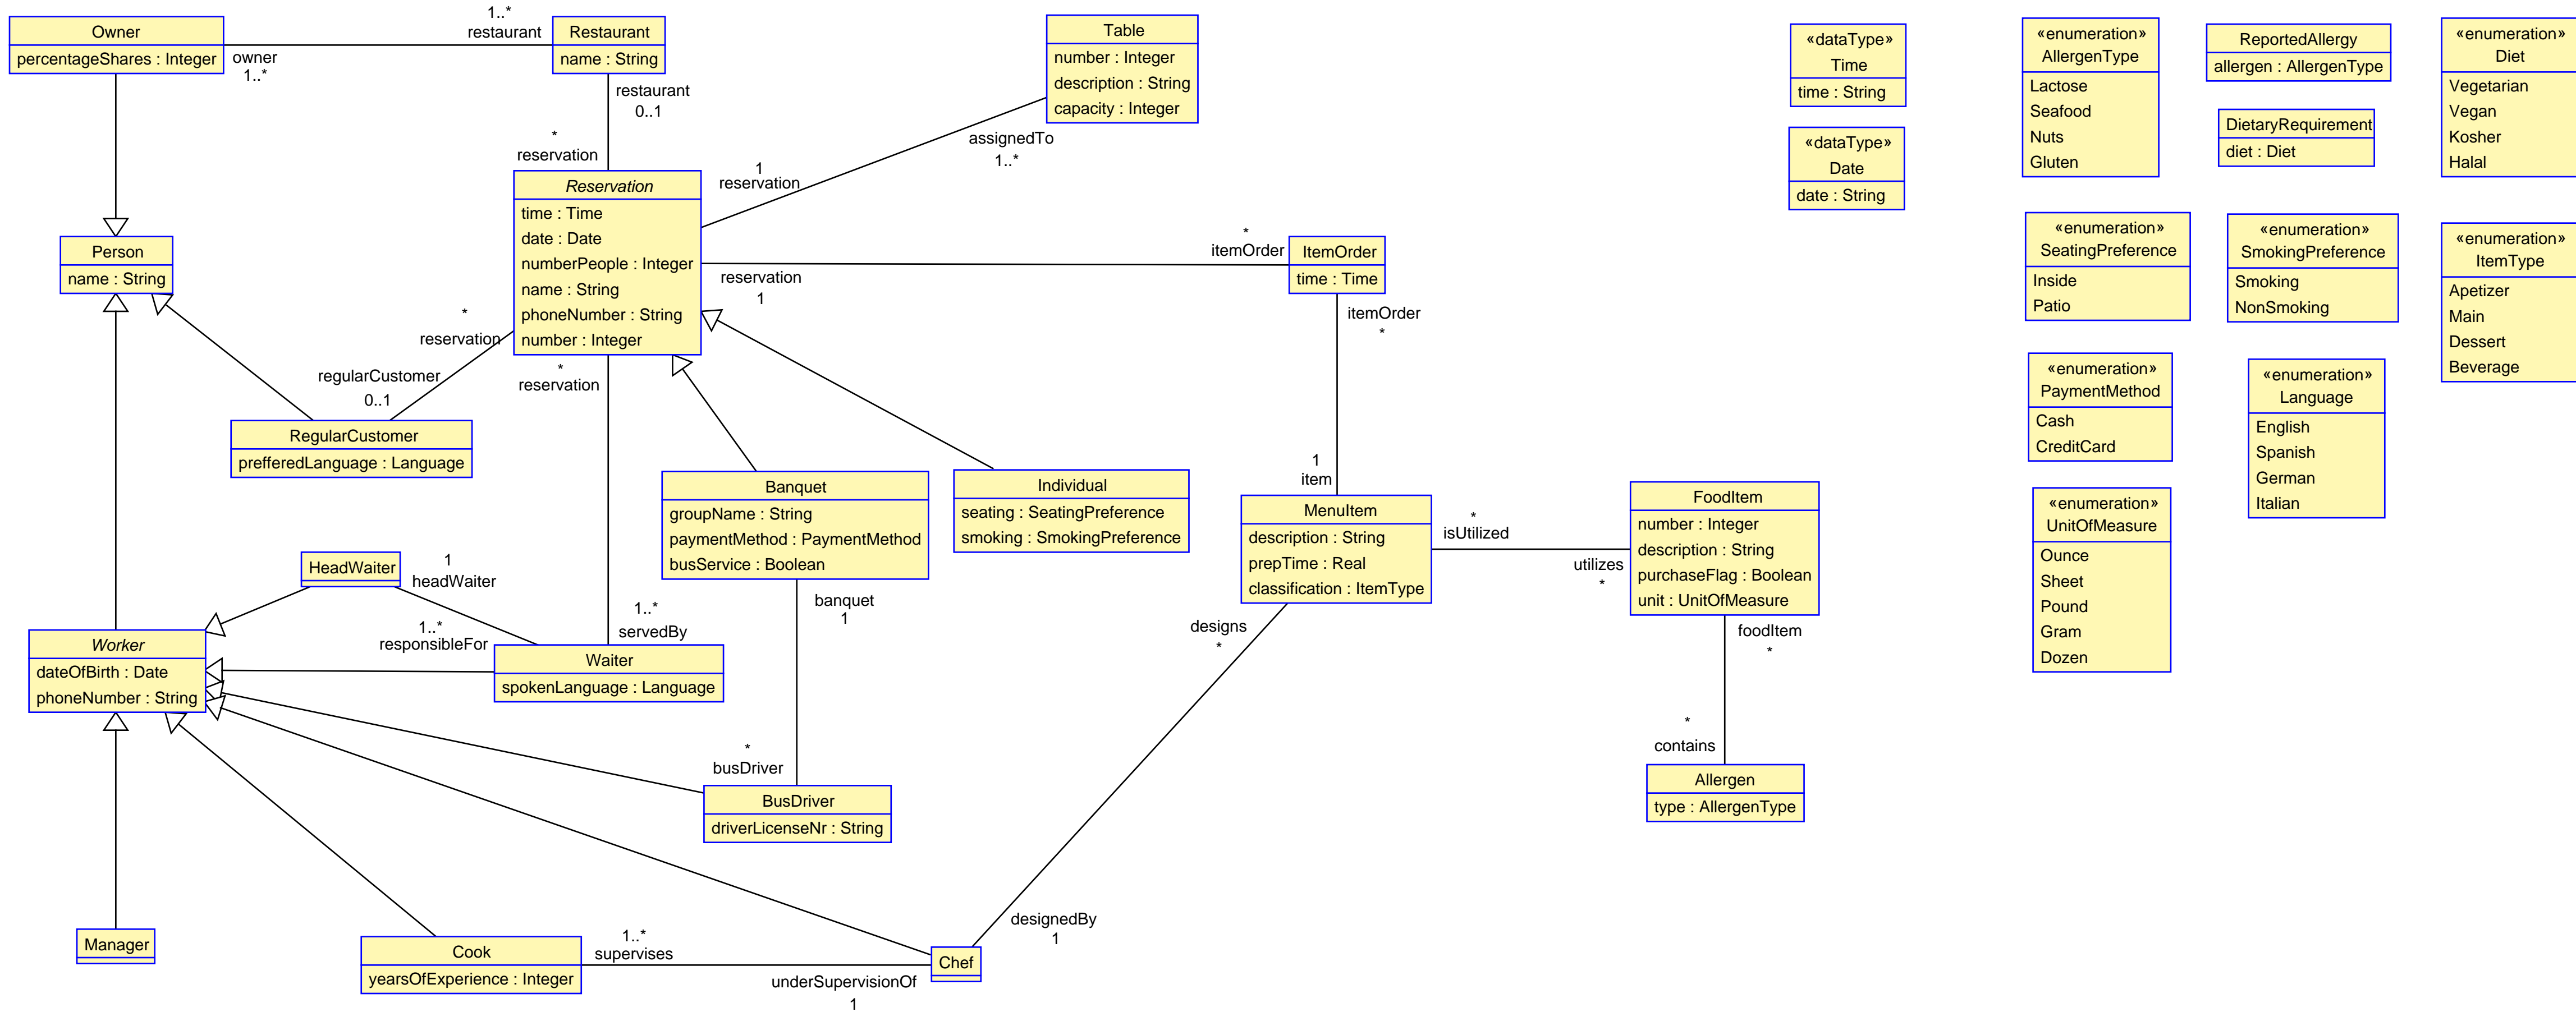 Owner
percentageShares : Integer
owner
1..*
1..*
restaurant
Restaurant
name : String
restaurant
0..1
*
reservation
Table
number : Integer
description : String
capacity : Integer
assignedTo
1..*
1
reservation
Reservation
time : Time
date : Date
numberPeople : Integer
name : String
phoneNumber : String
number : Integer
Person
name : String
*
reservation
regularCustomer
0..1
RegularCustomer
prefferedLanguage : Language
*
reservation
reservation
1
*
itemOrder
ItemOrder
time : Time
itemOrder
*
1
item
Banquet
groupName : String
paymentMethod : PaymentMethod
busService : Boolean
banquet
1
Individual
seating : SeatingPreference
smoking : SmokingPreference
MenuItem
description : String
prepTime : Real
classification : ItemType
*
isUtilized
utilizes
*
FoodItem
number : Integer
description : String
purchaseFlag : Boolean
unit : UnitOfMeasure
foodItem
*
*
contains
Allergen
type : AllergenType
HeadWaiter
1
headWaiter
1..*
responsibleFor
1..*
servedBy
Waiter
spokenLanguage : Language
Worker
dateOfBirth : Date
phoneNumber : String
*
busDriver
BusDriver
driverLicenseNr : String
designs
*
designedBy
1
Manager
Cook
yearsOfExperience : Integer
1..*
supervises
underSupervisionOf
1
Chef
«dataType»
Time
time : String
«dataType»
Date
date : String
«enumeration»
AllergenType
Lactose
Seafood
Nuts
Gluten
ReportedAllergy
allergen : AllergenType
DietaryRequirement
diet : Diet
«enumeration»
Diet
Vegetarian
Vegan
Kosher
Halal
«enumeration»
SeatingPreference
Inside
Patio
«enumeration»
SmokingPreference
Smoking
NonSmoking
«enumeration»
ItemType
Apetizer
Main
Dessert
Beverage
«enumeration»
PaymentMethod
Cash
CreditCard
«enumeration»
Language
English
Spanish
German
Italian
«enumeration»
UnitOfMeasure
Ounce
Sheet
Pound
Gram
Dozen